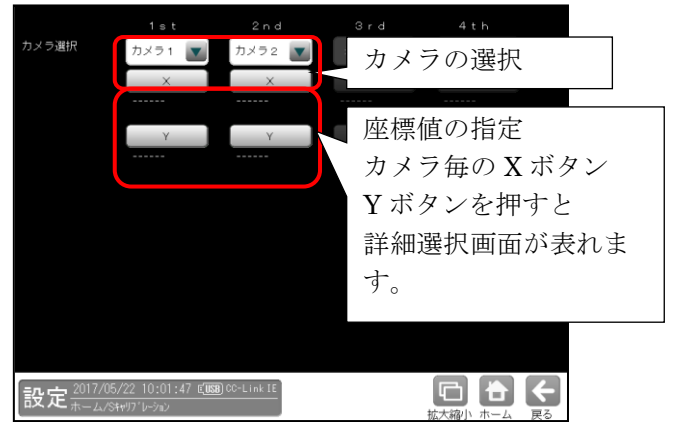 1st 2nd 3rd 4th
カメラ選択 カメラ1 カメラ2
X X
------ ------ ------ ------
Y Y
------ ------
カメラの選択
座標値の指定
カメラ毎の X ボタン
Y ボタンを押すと
詳細選択画面が表れま
す。
設定 2017/05/22 10:01:47 USB CC-Link IE
ホーム/Sキャリブレーション
拡大縮小 ホーム 戻る